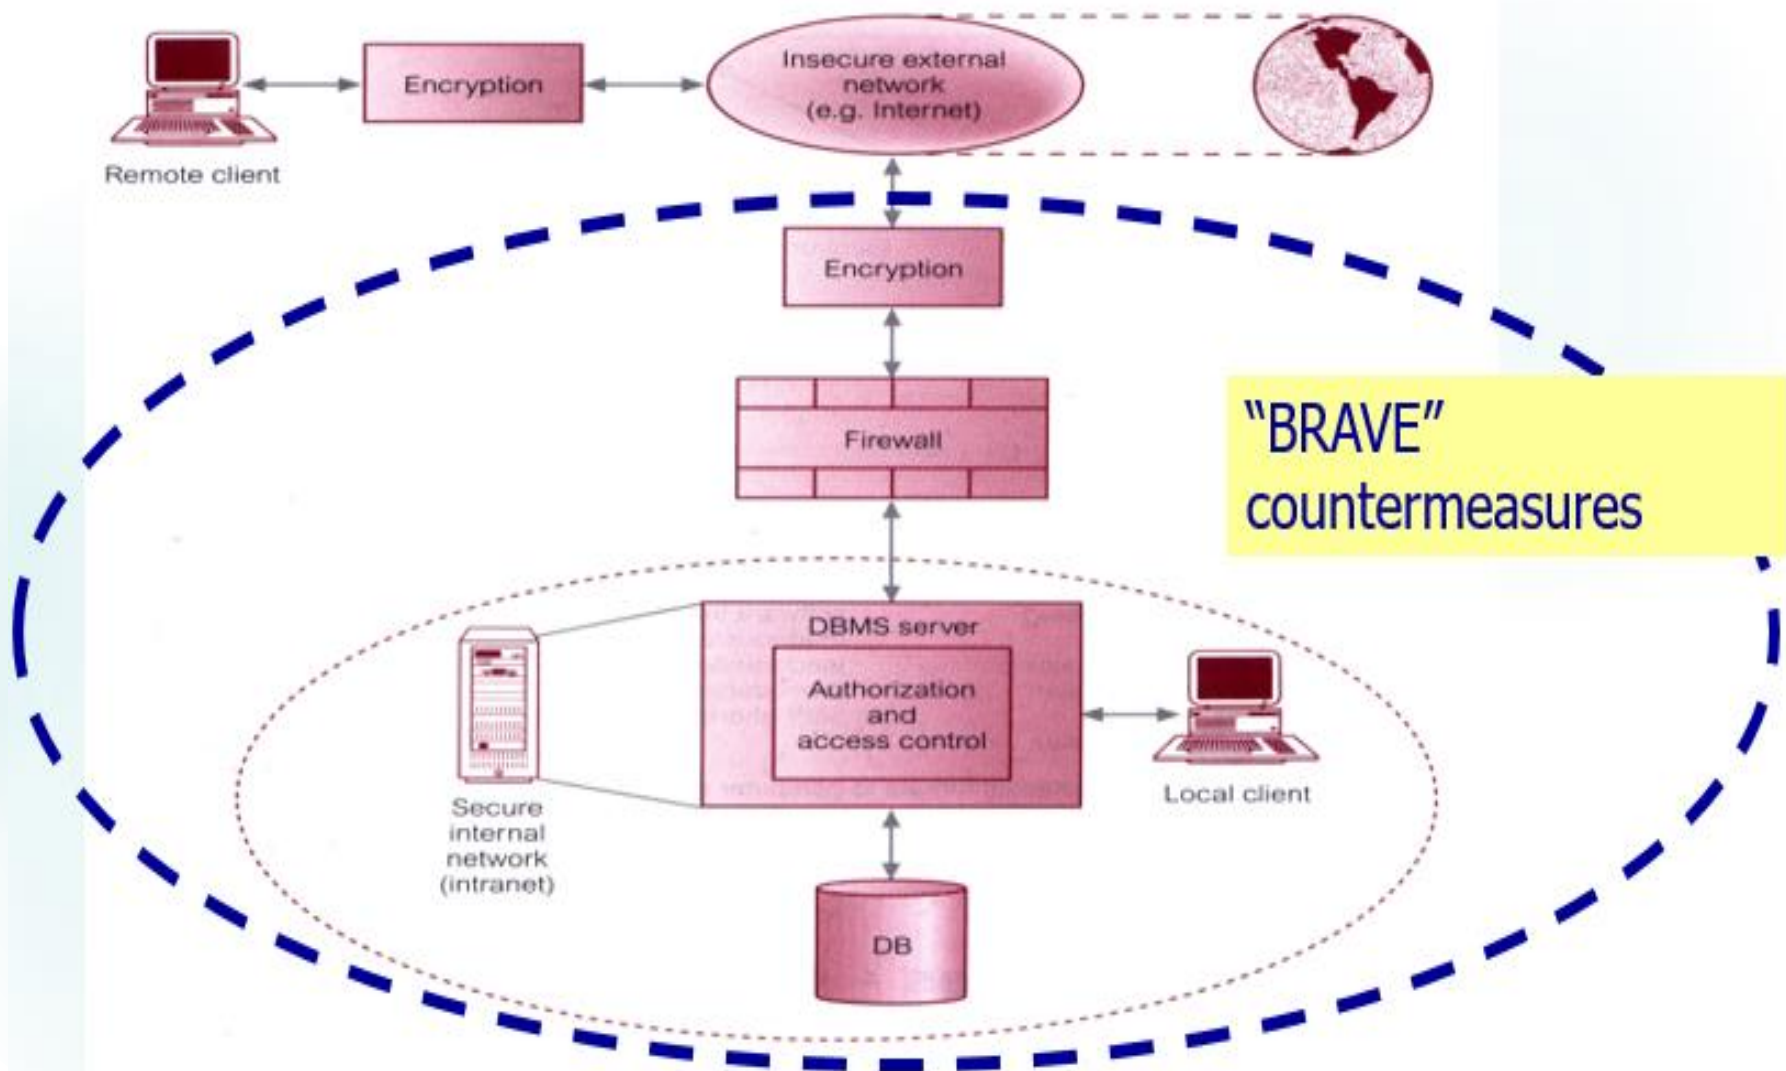 Insecure external
network
(e.g. Internet)
Encryption
Remote client
Encryption
Firewall
“BRAVE”
countermeasures
DBMS server
Authorization
and
access control
Secure
internal
network
(intranet)
Local client
DB